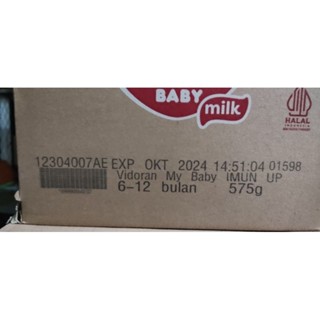 BABY
milk
HALAL
INDONESIA
12304007AE EXP OKT 2024 14:51:04 01598
Vidoran My Baby IMUN UP
6-12 bulan 575g